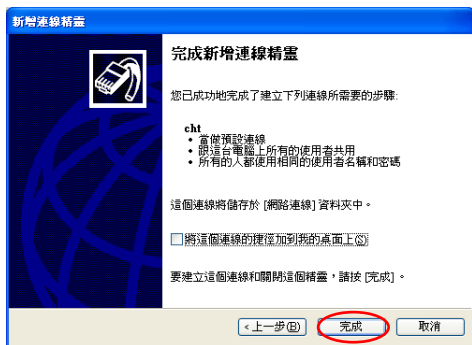 新增連線精靈
完成新增連線精靈
您已成功地完成了建立下列連線所需要的步驟:
cht
• 當做預設連線
• 跟這台電腦上所有的使用者共用
• 所有的人都使用相同的使用者名稱和密碼
這個連線將儲存於 [網路連線] 資料夾中。
將這個連線的捷徑加到我的桌面上(S)
要建立這個連線和關閉這個精靈，請按 [完成]。
<上一步(B)
完成
取消